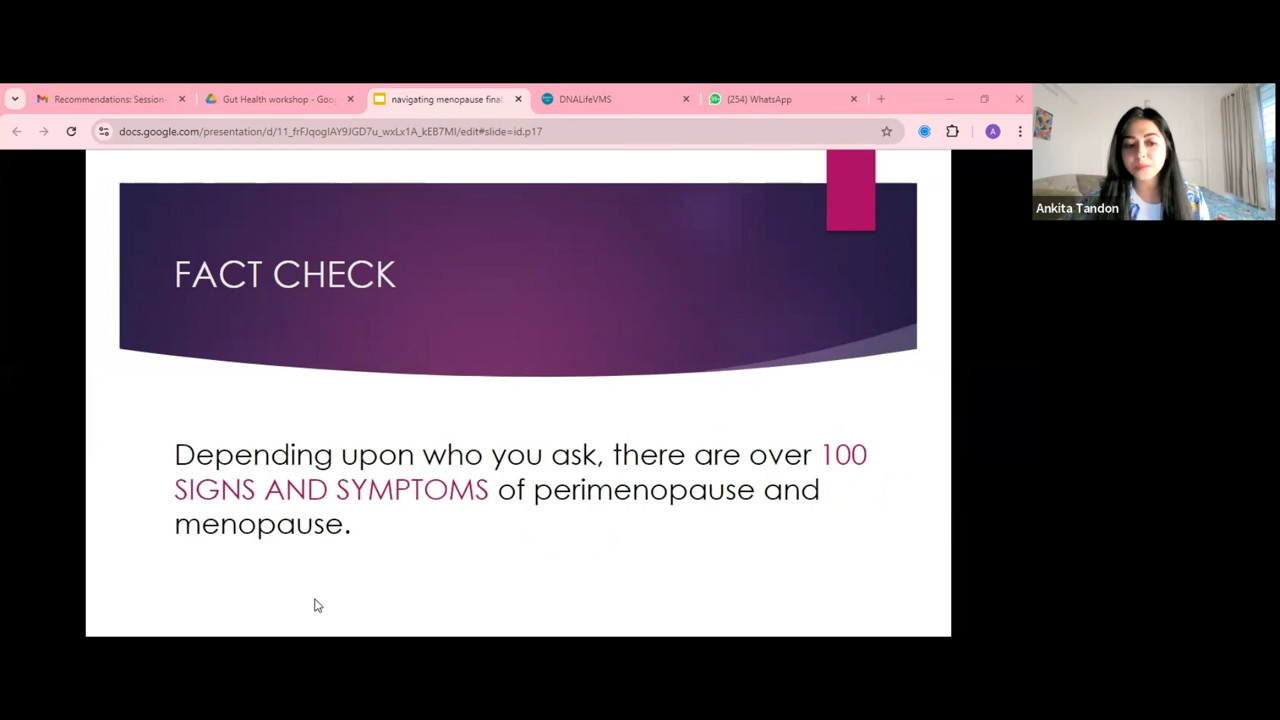 Recommendations: Session-
Gut Health workshop - Goo
navigating menopause final
DNALifeVMS
(254) WhatsApp
docs.google.com/presentation/d/11_frFJqogIAY9JGD7u_wxLx1A_kEB7MI/edit#slide=id.p17
A
Ankita Tandon
FACT CHECK
Depending upon who you ask, there are over 100
SIGNS AND SYMPTOMS of perimenopause and
menopause.